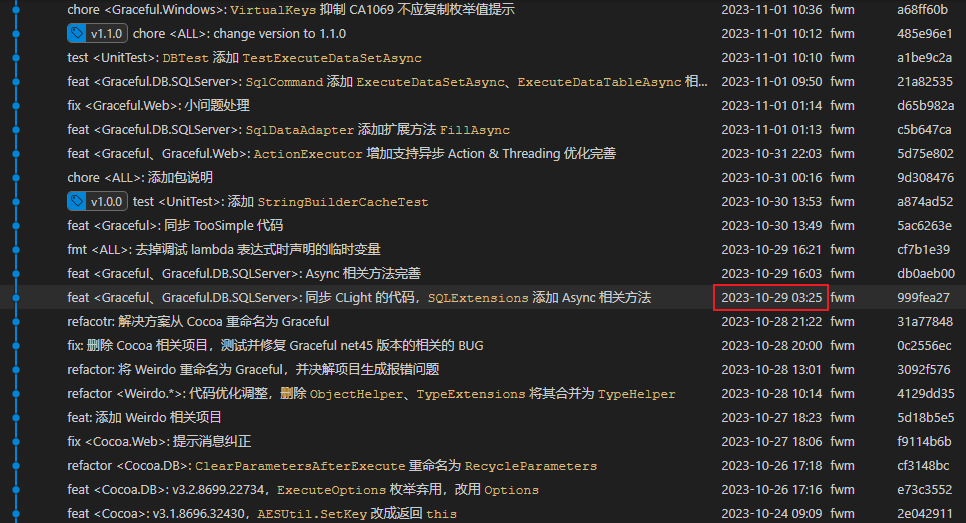 chore <Graceful.Windows>: VirtualKeys 抑制 CA1069 不应复制枚举值提示 2023-11-01 10:36 fwm a68ff60b
v1.1.0 chore <ALL>: change version to 1.1.0 2023-11-01 10:12 fwm 485e96e1
test <UnitTest>: DBTest 添加 TestExecuteDataSetAsync 2023-11-01 10:10 fwm a1be9c2a
feat <Graceful.DB.SQLServer>: SqlCommand 添加 ExecuteDataSetAsync、ExecuteDataTableAsync 相... 2023-11-01 09:50 fwm 21a82535
fix <Graceful.Web>: 小问题处理 2023-11-01 01:14 fwm d65b982a
feat <Graceful.DB.SQLServer>: SqlDataAdapter 添加扩展方法 FillAsync 2023-11-01 01:13 fwm c5b647ca
feat <Graceful、Graceful.Web>: ActionExecutor 增加支持异步 Action & Threading 优化完善 2023-10-31 22:03 fwm 5d75e802
chore <ALL>: 添加包说明 2023-10-31 00:16 fwm 9d308476
v1.0.0 test <UnitTest>: 添加 StringBuilderCacheTest 2023-10-30 13:53 fwm a874ad52
feat <Graceful>: 同步 TooSimple 代码 2023-10-30 13:49 fwm 5ac6263e
fmt <ALL>: 去掉调试 lambda 表达式时声明的临时变量 2023-10-29 16:21 fwm cf7b1e39
feat <Graceful、Graceful.DB.SQLServer>: Async 相关方法完善 2023-10-29 16:03 fwm db0aeb00
feat <Graceful、Graceful.DB.SQLServer>: 同步 CLight 的代码，SQLExtensions 添加 Async 相关方法 2023-10-29 03:25 fwm 999fea27
refacotr: 解决方案从 Cocoa 重命名为 Graceful 2023-10-28 21:22 fwm 31a77848
fix: 删除 Cocoa 相关项目，测试并修复 Graceful net45 版本的相关的 BUG 2023-10-28 20:00 fwm 0c2556ec
refactor: 将 Weirdo 重命名为 Graceful，并决解项目生成报错问题 2023-10-28 13:01 fwm 3092f576
refactor <Weirdo.*>: 代码优化调整，删除 ObjectHelper、TypeExtensions 将其合并为 TypeHelper 2023-10-28 10:14 fwm 4129dd35
feat: 添加 Weirdo 相关项目 2023-10-27 18:23 fwm 5d18b5e5
fix <Cocoa.Web>: 提示消息纠正 2023-10-27 18:06 fwm f9114b6b
refactor <Cocoa.DB>: ClearParametersAfterExecute 重命名为 RecycleParameters 2023-10-26 17:18 fwm cf3148bc
feat <Cocoa.DB>: v3.2.8699.22734，ExecuteOptions 枚举弃用，改用 Options 2023-10-26 17:16 fwm e73c3552
feat <Cocoa>: v3.1.8696.32430，AESUtil.SetKey 改成返回 this 2023-10-24 09:09 fwm 2e042911